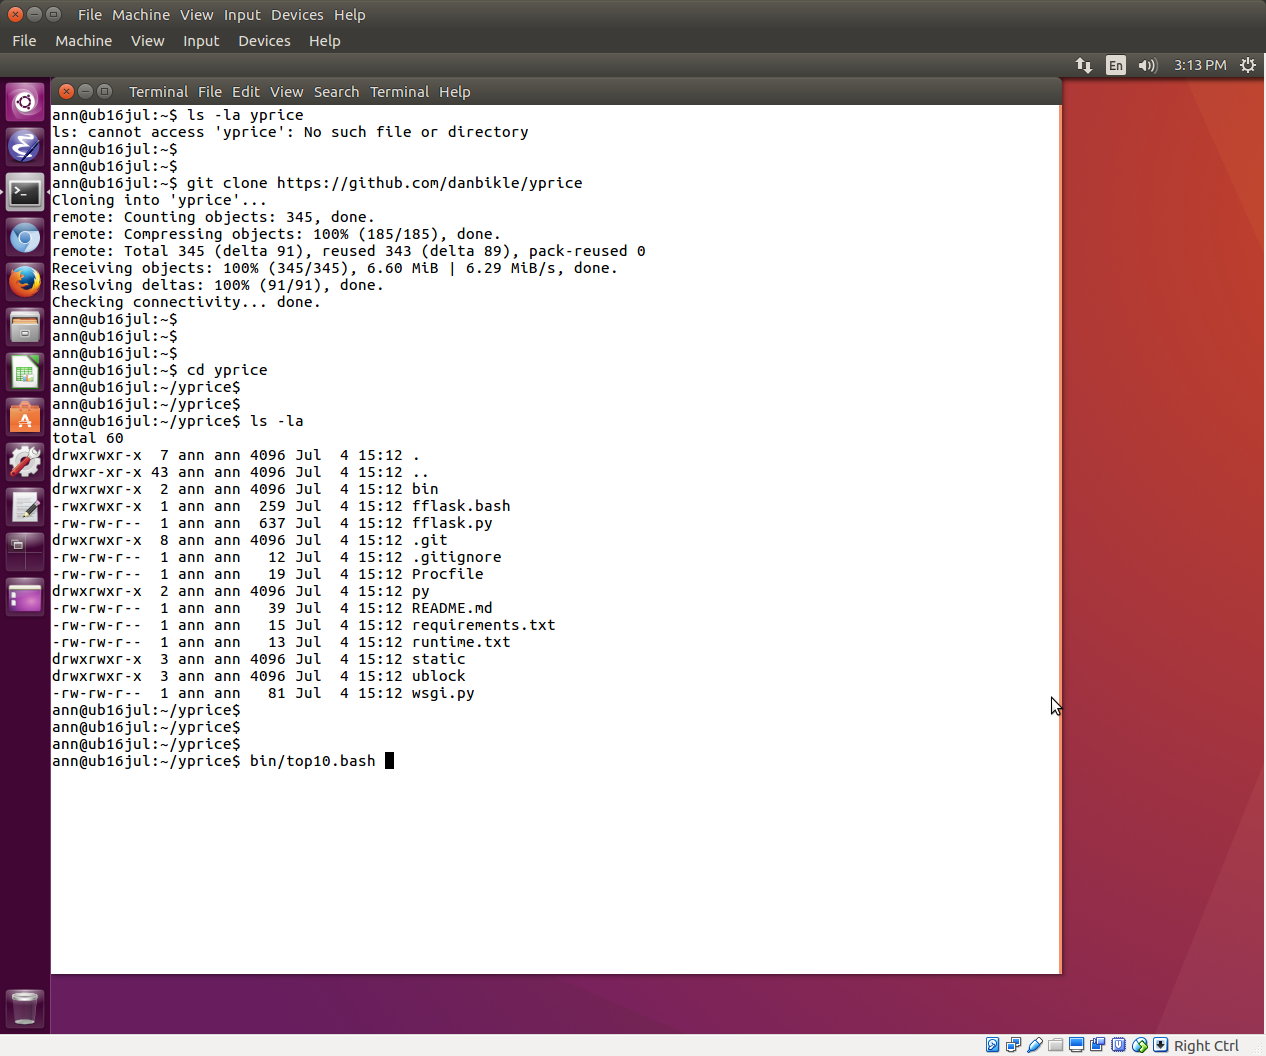 File Machine View Input Devices Help
File Machine View Input Devices Help
En 3:13 PM
Terminal File Edit View Search Terminal Help
ann@ub16jul:~$ ls -la yprice
ls: cannot access 'yprice': No such file or directory
ann@ub16jul:~$
ann@ub16jul:~$
ann@ub16jul:~$ git clone https://github.com/danbikle/yprice
Cloning into 'yprice'...
remote: Counting objects: 345, done.
remote: Compressing objects: 100% (185/185), done.
remote: Total 345 (delta 91), reused 343 (delta 89), pack-reused 0
Receiving objects: 100% (345/345), 6.60 MiB | 6.29 MiB/s, done.
Resolving deltas: 100% (91/91), done.
Checking connectivity... done.
ann@ub16jul:~$
ann@ub16jul:~$
ann@ub16jul:~$
ann@ub16jul:~$ cd yprice
ann@ub16jul:~/yprice$
ann@ub16jul:~/yprice$
ann@ub16jul:~/yprice$ ls -la
total 60
drwxrwxr-x  7 ann ann 4096 Jul  4 15:12 .
drwxr-xr-x 43 ann ann 4096 Jul  4 15:12 ..
drwxrwxr-x  2 ann ann 4096 Jul  4 15:12 bin
-rwxrwxr-x  1 ann ann  259 Jul  4 15:12 fflask.bash
-rw-rw-r--  1 ann ann  637 Jul  4 15:12 fflask.py
drwxrwxr-x  8 ann ann 4096 Jul  4 15:12 .git
-rw-rw-r--  1 ann ann   12 Jul  4 15:12 .gitignore
-rw-rw-r--  1 ann ann   19 Jul  4 15:12 Procfile
drwxrwxr-x  2 ann ann 4096 Jul  4 15:12 py
-rw-rw-r--  1 ann ann   39 Jul  4 15:12 README.md
-rw-rw-r--  1 ann ann   15 Jul  4 15:12 requirements.txt
-rw-rw-r--  1 ann ann   13 Jul  4 15:12 runtime.txt
drwxrwxr-x  3 ann ann 4096 Jul  4 15:12 static
drwxrwxr-x  3 ann ann 4096 Jul  4 15:12 ublock
-rw-rw-r--  1 ann ann   81 Jul  4 15:12 wsgi.py
ann@ub16jul:~/yprice$
ann@ub16jul:~/yprice$
ann@ub16jul:~/yprice$
ann@ub16jul:~/yprice$ bin/top10.bash
Right Ctrl